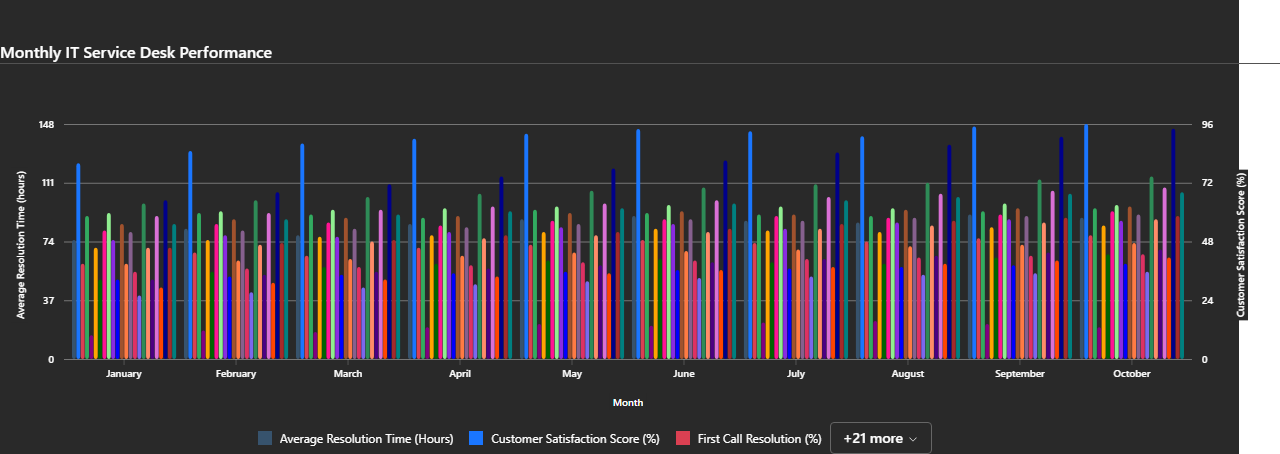 Monthly IT Service Desk Performance
148
111
74
37
0
Average Resolution Time (hours)
96
72
48
24
0
Customer Satisfaction Score (%)
January February March April May June July August September October
Month
Average Resolution Time (Hours) Customer Satisfaction Score (%) First Call Resolution (%) +21 more